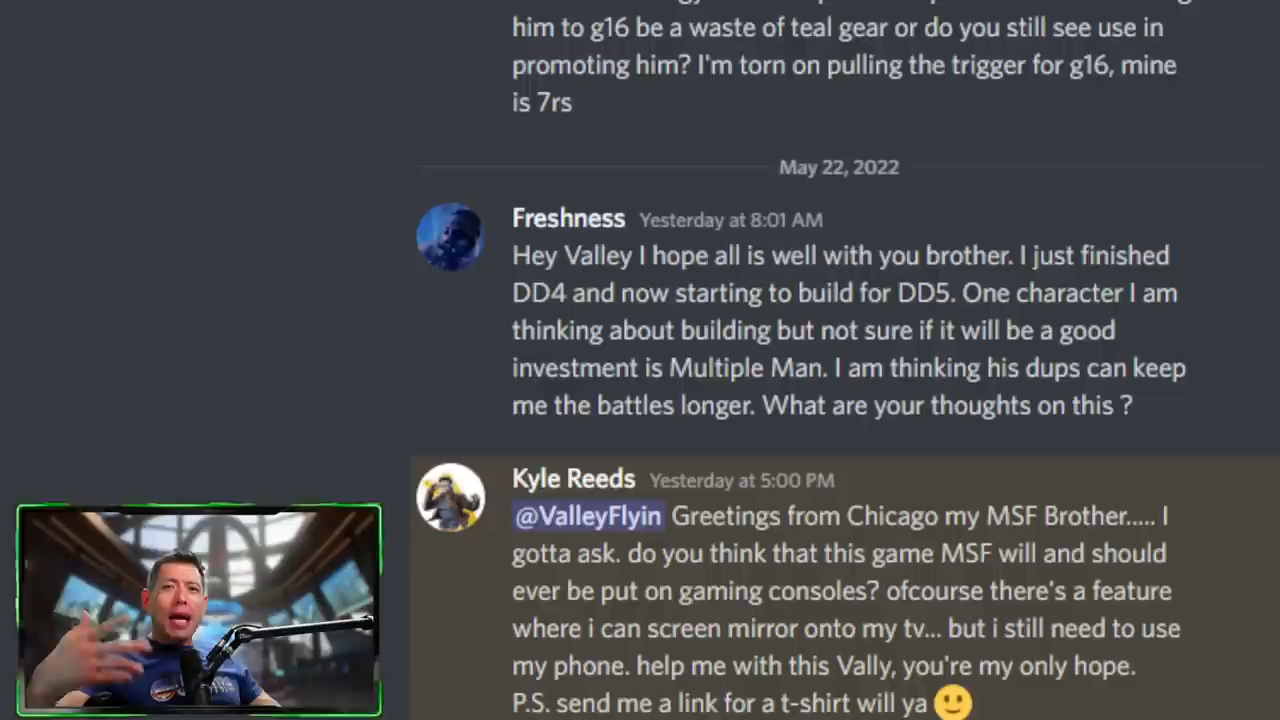 him to g16 be a waste of teal gear or do you still see use in
promoting him? I'm torn on pulling the trigger for g16, mine
is 7rs
May 22, 2022
Freshness Yesterday at 8:01 AM
Hey Valley I hope all is well with you brother. I just finished
DD4 and now starting to build for DD5. One character I am
thinking about building but not sure if it will be a good
investment is Multiple Man. I am thinking his dups can keep
me the battles longer. What are your thoughts on this ?
Kyle Reeds Yesterday at 5:00 PM
@ValleyFlyin Greetings from Chicago my MSF Brother..... I
gotta ask. do you think that this game MSF will and should
ever be put on gaming consoles? ofcourse there's a feature
where i can screen mirror onto my tv... but i still need to use
my phone. help me with this Vally, you're my only hope.
P.S. send me a link for a t-shirt will ya 🙂